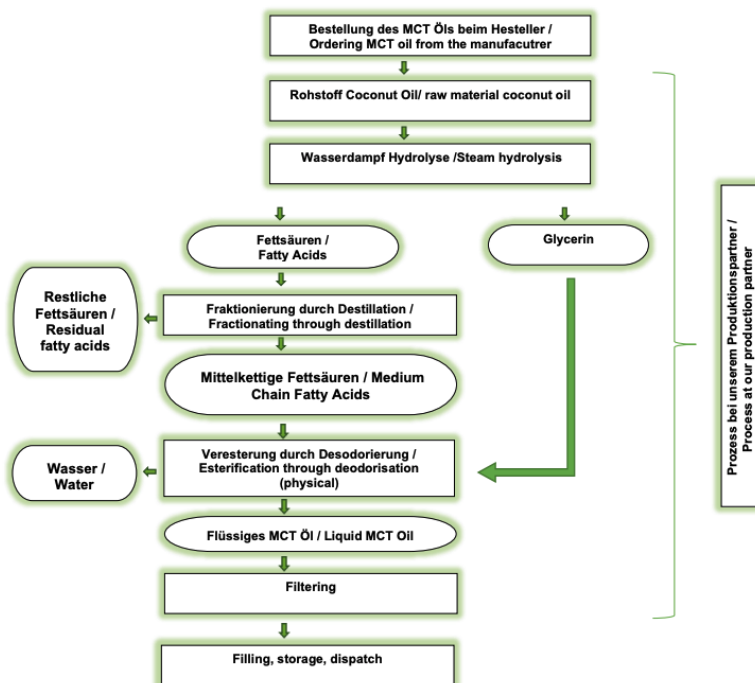 Bestellung des MCT Öls beim Hesteller /
Ordering MCT oil from the manufacutrer
Rohstoff Coconut Oil/ raw material coconut oil
Wasserdampf Hydrolyse /Steam hydrolysis
Fettsäuren /
Fatty Acids
Glycerin
Restliche
Fettsäuren /
Residual
fatty acids
Fraktionierung durch Destillation /
Fractionating through destillation
Mittelkettige Fettsäuren / Medium
Chain Fatty Acids
Wasser /
Water
Veresterung durch Desodorierung /
Esterification through deodorisation
(physical)
Flüssiges MCT Öl / Liquid MCT Oil
Filtering
Filling, storage, dispatch
Prozess bei unserem Produktionspartner /
Process at our production partner